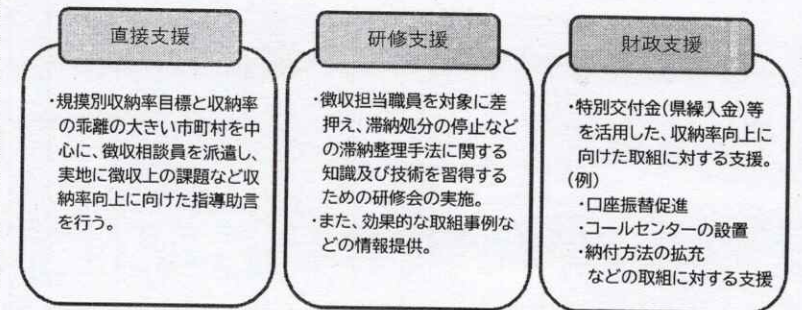 直接支援
・規模別収納率目標と収納率
の乖離の大きい市町村を中
心に、徴収相談員を派遣し、
実地に徴収上の課題など収
納率向上に向けた指導助言
を行う。
研修支援
・徴収担当職員を対象に差
押え、滞納処分の停止など
の滞納整理手法に関する
知識及び技術を習得する
ための研修会の実施。
・また、効果的な取組事例な
どの情報提供。
財政支援
・特別交付金(県繰入金)等
を活用した、収納率向上に
向けた取組に対する支援。
(例)
・口座振替促進
・コールセンターの設置
・納付方法の拡充
などの取組に対する支援